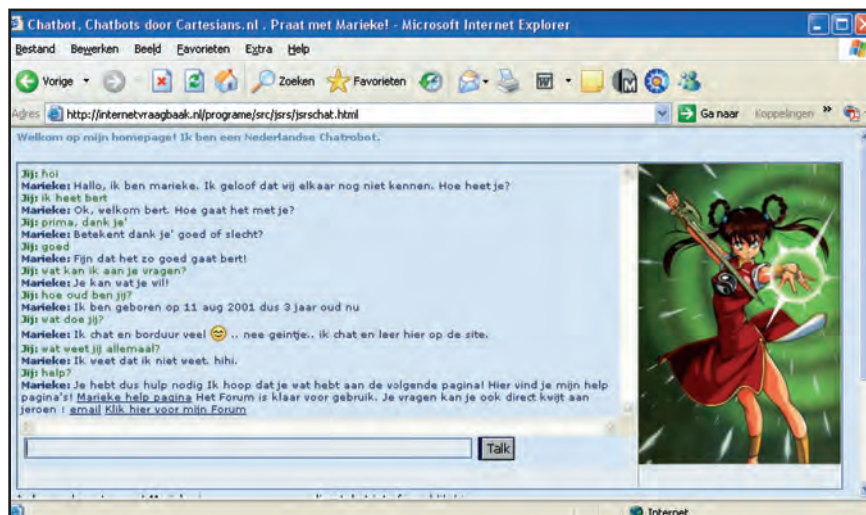 Chatbot, Chatbots door Cartesians.nl . Praat met Marieke! - Microsoft Internet Explorer
Bestand Bewerken Beeld Favorieten Extra Help
Vorige Zoeken Favorieten
Adres http://internetvraagbaak.nl/programe/src/jsrs/jsrschat.html Ga naar Koppelingen »
Welkom op mijn homepage! Ik ben een Nederlandse Chatrobot.
Jij: hoi
Marieke: Hallo, ik ben marieke. Ik geloof dat wij elkaar nog niet kennen. Hoe heet je?
Jij: ik heet bert
Marieke: Ok, welkom bert. Hoe gaat het met je?
Jij: prima, dank je'
Marieke: Betekent dank je' goed of slecht?
Jij: goed
Marieke: Fijn dat het zo goed gaat bert!
Jij: wat kan ik aan je vragen?
Marieke: Je kan wat je wil!
Jij: hoe oud ben jij?
Marieke: Ik ben geboren op 11 aug 2001 dus 3 jaar oud nu
Jij: wat doe jij?
Marieke: Ik chat en borduur veel 😊 .. nee geintje.. ik chat en leer hier op de site.
Jij: wat weet jij allemaal?
Marieke: Ik weet dat ik niet weet. hihi.
Jij: help?
Marieke: Je hebt dus hulp nodig Ik hoop dat je wat hebt aan de volgende pagina! Hier vind je mijn help
pagina's! Marieke help pagina Het Forum is klaar voor gebruik. Je vragen kan je ook direct kwijt aan
jeroen : email Klik hier voor mijn Forum
Talk
Internet